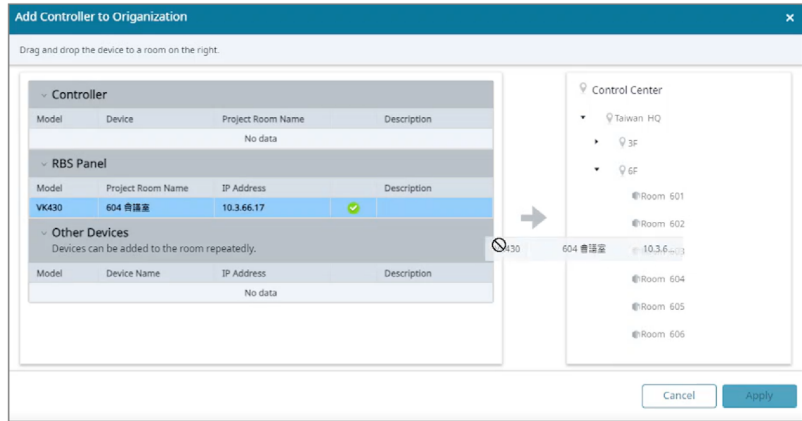 Add Controller to Origanization ×
Drag and drop the device to a room on the right.
Controller
Model Device Project Room Name Description
No data
RBS Panel
Model Project Room Name IP Address Description
VK430 604 會議室 10.3.66.17
Other Devices
Devices can be added to the room repeatedly.
Model Device Name IP Address Description
No data
430 604 會議室 10.3.6...
Control Center
Taiwan HQ
3F
6F
Room 601
Room 602
Room 604
Room 605
Room 606
Cancel Apply